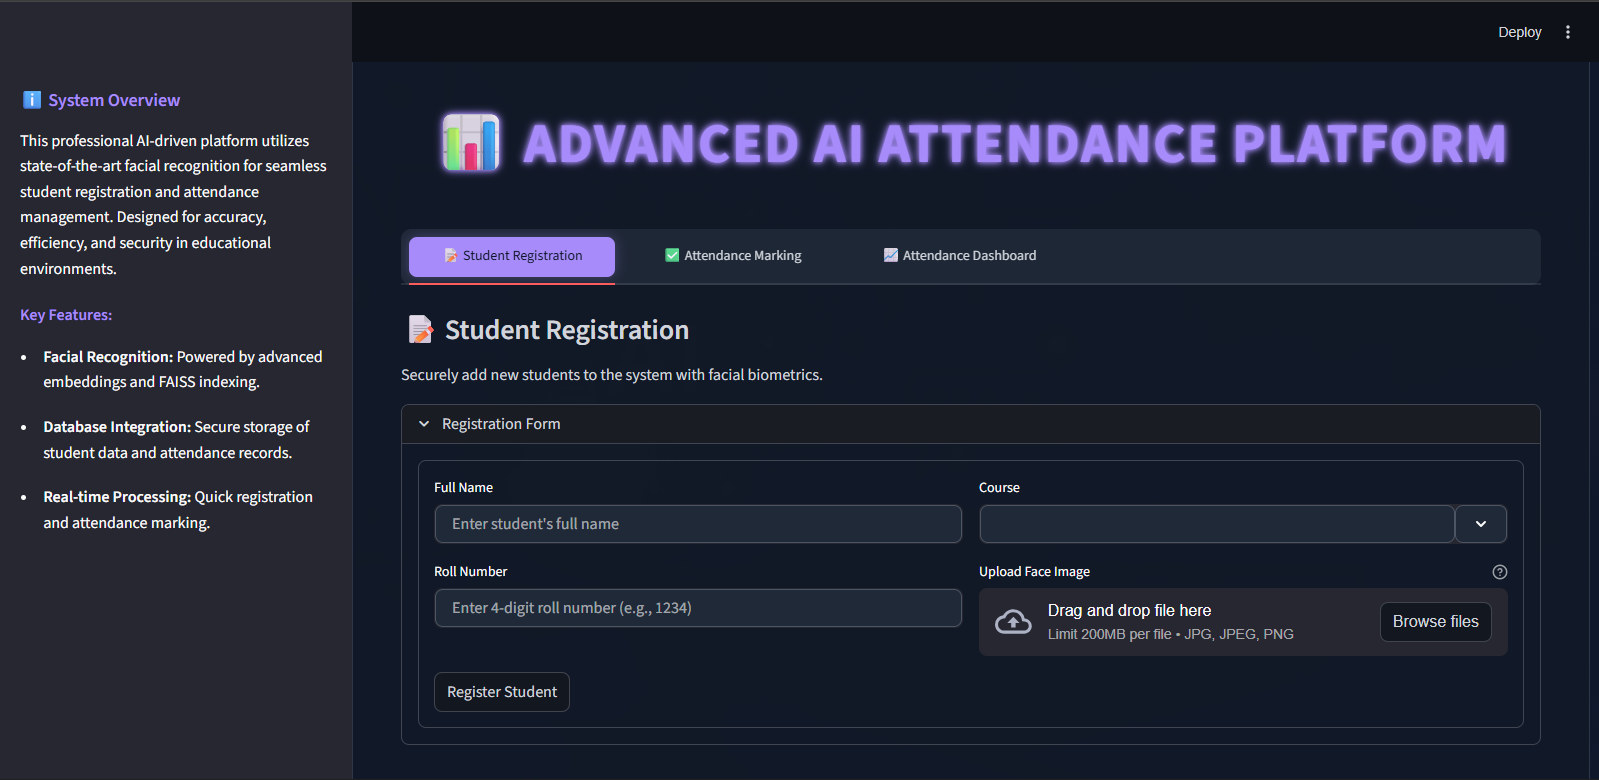 Deploy
ℹ️ System Overview
This professional AI-driven platform utilizes
state-of-the-art facial recognition for seamless
student registration and attendance
management. Designed for accuracy,
efficiency, and security in educational
environments.
Key Features:
• Facial Recognition: Powered by advanced
embeddings and FAISS indexing.
• Database Integration: Secure storage of
student data and attendance records.
• Real-time Processing: Quick registration
and attendance marking.
ADVANCED AI ATTENDANCE PLATFORM
Student Registration
Attendance Marking
Attendance Dashboard
Student Registration
Securely add new students to the system with facial biometrics.
Registration Form
Full Name
Enter student's full name
Course
Roll Number
Enter 4-digit roll number (e.g., 1234)
Upload Face Image
Drag and drop file here
Limit 200MB per file • JPG, JPEG, PNG
Browse files
Register Student